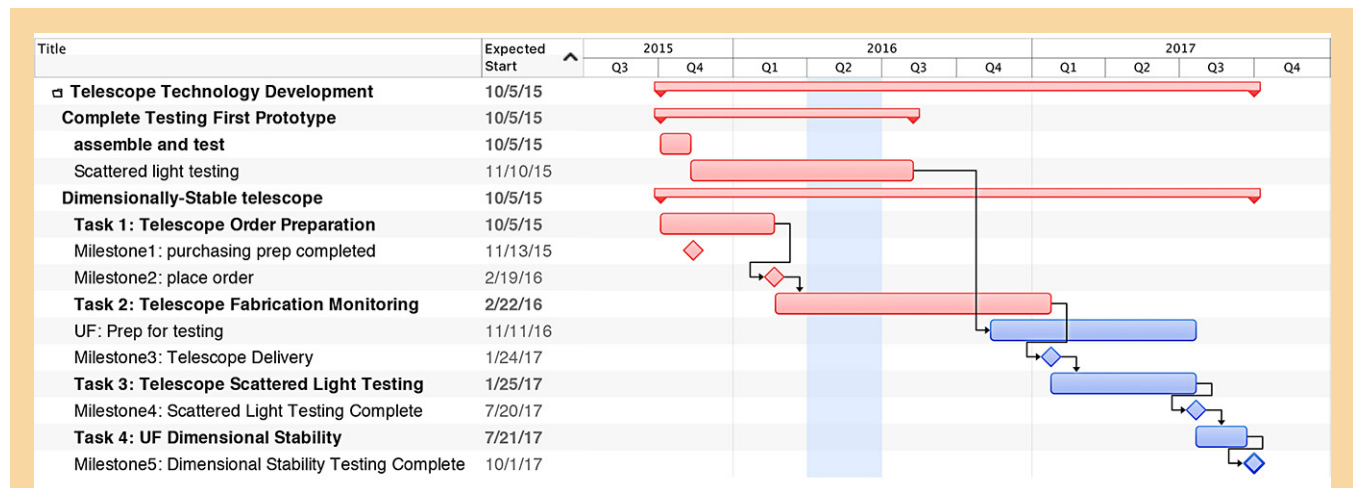 Title Expected Start 2015 2016 2017
Q3 Q4 Q1 Q2 Q3 Q4 Q1 Q2 Q3 Q4
Telescope Technology Development 10/5/15
Complete Testing First Prototype 10/5/15
assemble and test 10/5/15
Scattered light testing 11/10/15
Dimensionally-Stable telescope 10/5/15
Task 1: Telescope Order Preparation 10/5/15
Milestone1: purchasing prep completed 11/13/15
Milestone2: place order 2/19/16
Task 2: Telescope Fabrication Monitoring 2/22/16
UF: Prep for testing 11/11/16
Milestone3: Telescope Delivery 1/24/17
Task 3: Telescope Scattered Light Testing 1/25/17
Milestone4: Scattered Light Testing Complete 7/20/17
Task 4: UF Dimensional Stability 7/21/17
Milestone5: Dimensional Stability Testing Complete 10/1/17